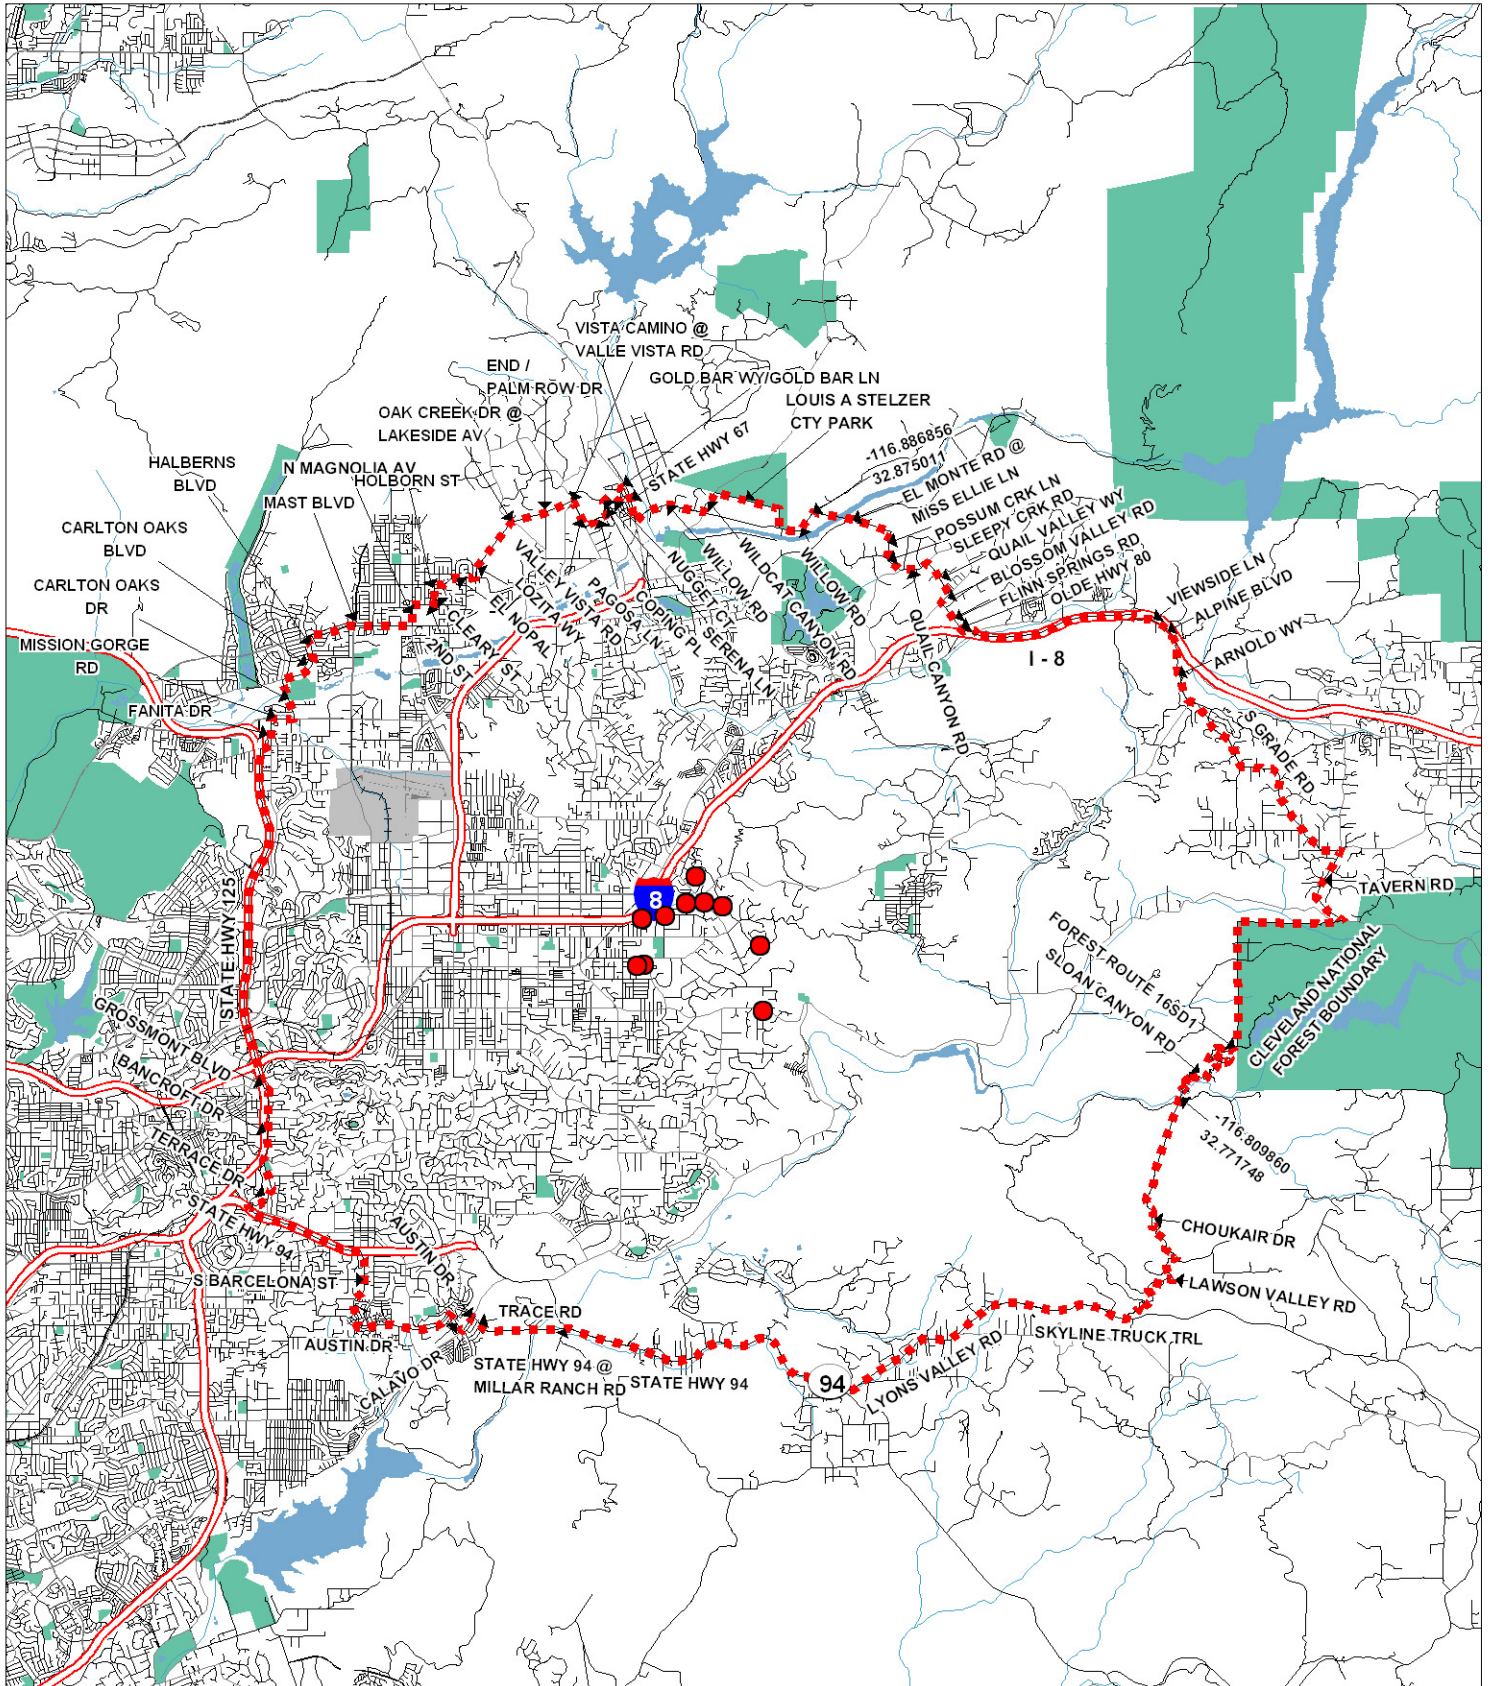 VISTA CAMINO @
VALLE VISTA RD
END /
PALM ROW DR
GOLD BAR WY/GOLD BAR LN
LOUIS A STELZER
CTY PARK
OAK CREEK DR @
LAKESIDE AV
STATE HWY 67
-116.886856
32.875011
EL MONTE RD @
MISS ELLIE LN
POSSUM CRK LN
SLEEPY CRK RD
QUAIL VALLEY WY
BLOSSOM VALLEY RD
FLINN SPRINGS RD
OLDE HWY 80
HALBERNS
BLVD
N MAGNOLIA AV
HOLBORN ST
MAST BLVD
CARLTON OAKS
BLVD
CARLTON OAKS
DR
MISSION GORGE
RD
FANITA DR
VALLEY VISTA RD
YOZITA WY
EL NOPAL
CLEARY ST
2ND ST
PAGOSA LN
CORING PL
NUGGET CT
SERENA LN
WILLOW RD
WILDCAT CANYON RD
@
WILLOW RD
QUAIL CANYON RD
VIEWSIDE LN
ALPINE BLVD
ARNOLD WY
I - 8
S GRADE RD
TAVERN RD
8
STATE HWY 125
FOREST ROUTE 16SD1
SLOAN CANYON RD
CLEVELAND NATIONAL
FOREST BOUNDARY
GROSSMONT BLVD
BANCROFT DR
TERRACE DR
STATE HWY 94
-116.809860
32.771748
CHOUKAIR DR
LAWSON VALLEY RD
AUSTIN DR
S BARCELONA ST
AUSTIN DR
TRACE RD
CALAVO DR
STATE HWY 94 @
MILLAR RANCH RD
STATE HWY 94
94
LYONS VALLEY RD
SKYLINE TRUCK TRL